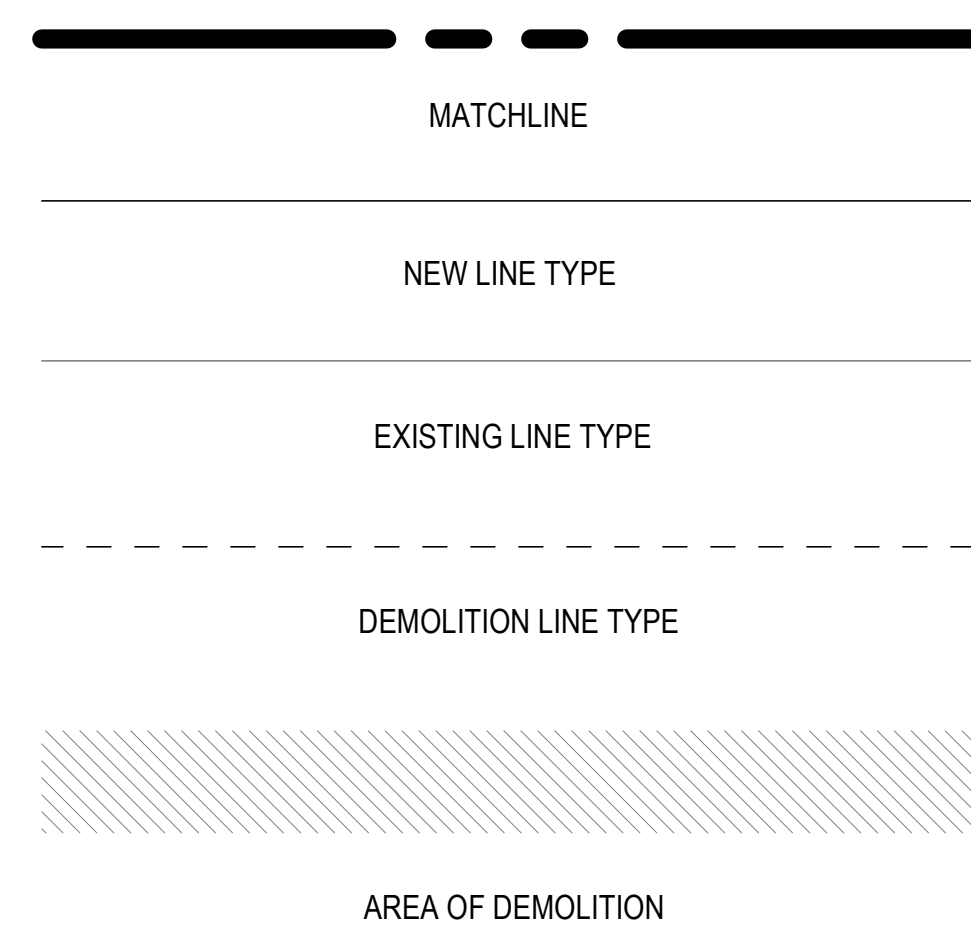 MATCHLINE
NEW LINE TYPE
EXISTING LINE TYPE
DEMOLITION LINE TYPE
AREA OF DEMOLITION